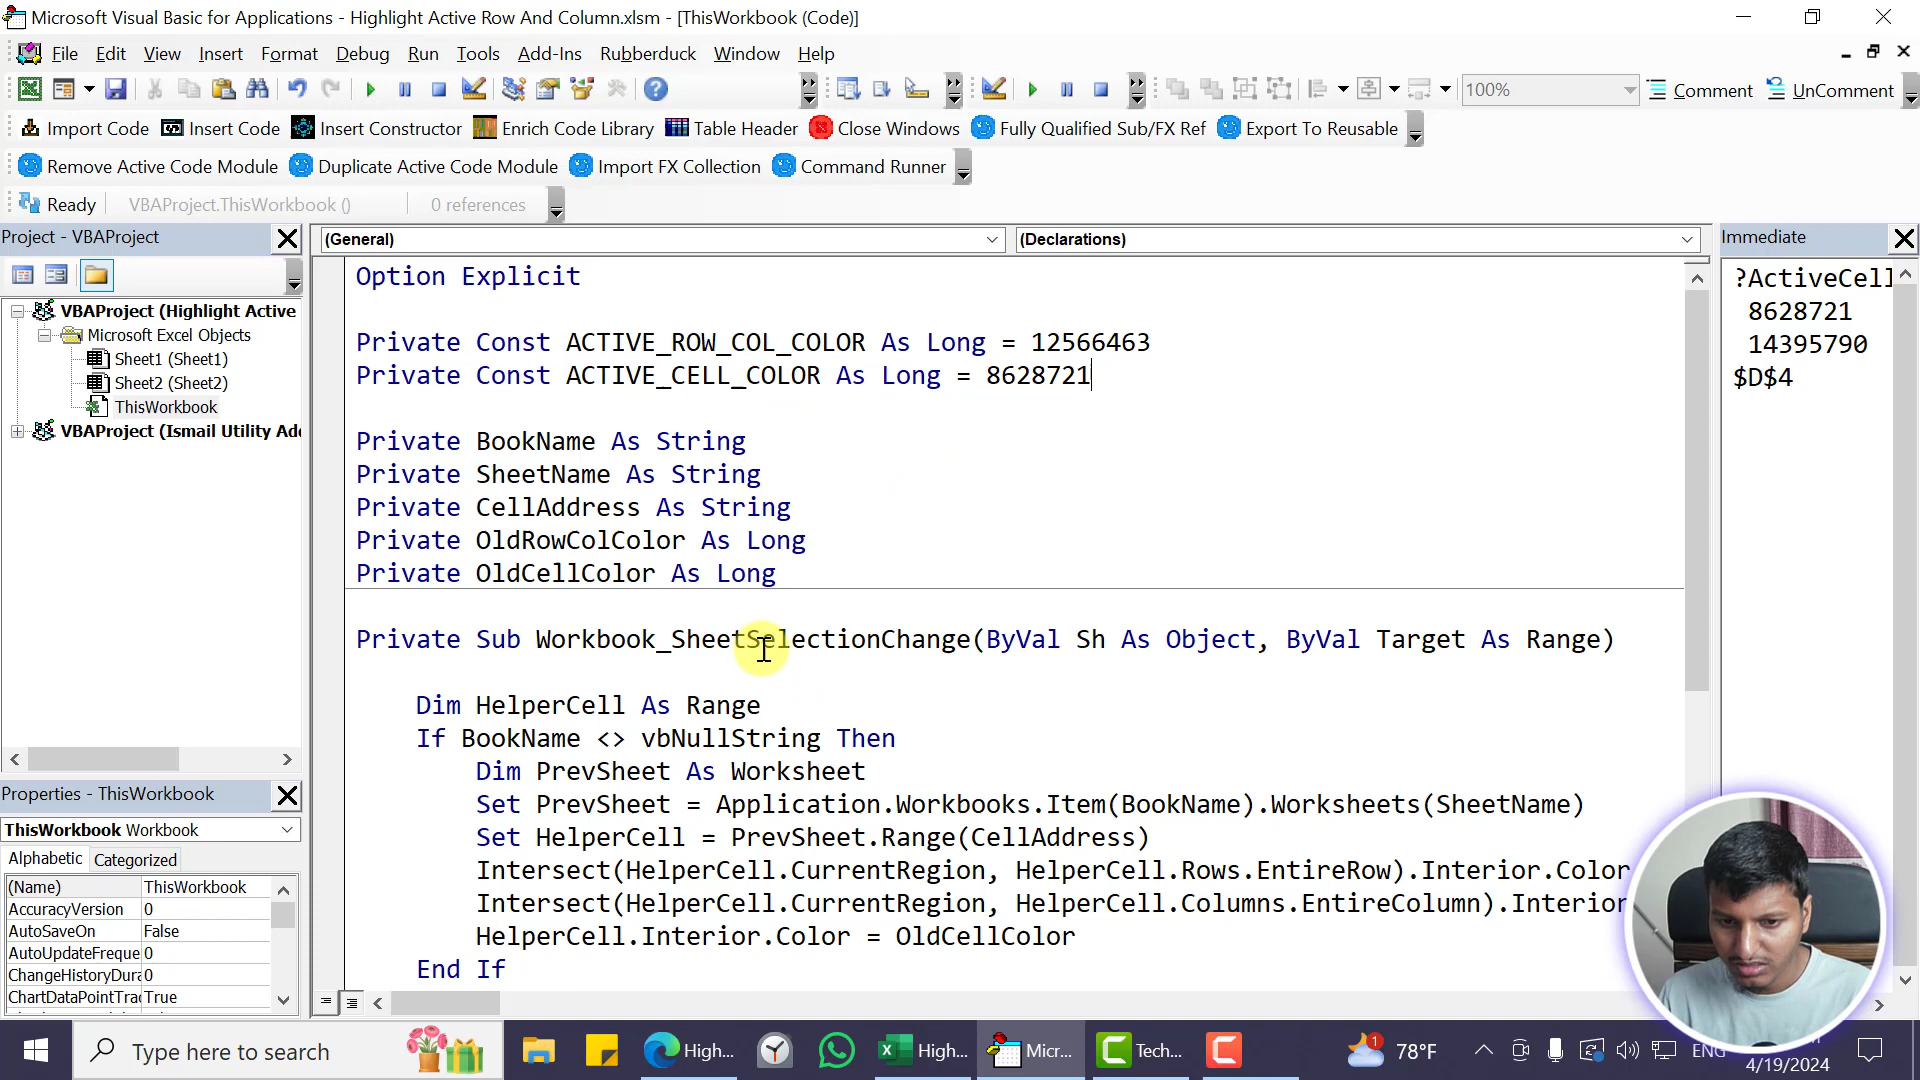 Microsoft Visual Basic for Applications - Highlight Active Row And Column.xlsm - [ThisWorkbook (Code)]
File Edit View Insert Format Debug Run Tools Add-Ins Rubberduck Window Help
100% Comment UnComment
Import Code Insert Code Insert Constructor Enrich Code Library Table Header Close Windows Fully Qualified Sub/FX Ref Export To Reusable
Remove Active Code Module Duplicate Active Code Module Import FX Collection Command Runner
Ready VBAProject.ThisWorkbook () 0 references
Project - VBAProject
VBAProject (Highlight Active
Microsoft Excel Objects
Sheet1 (Sheet1)
Sheet2 (Sheet2)
ThisWorkbook
VBAProject (Ismail Utility Ad
Properties - ThisWorkbook
ThisWorkbook Workbook
Alphabetic Categorized
(Name) ThisWorkbook
AccuracyVersion 0
AutoSaveOn False
AutoUpdateFreque 0
ChangeHistoryDura 0
ChartDataPointTra True
(General) (Declarations)
Option Explicit
Private Const ACTIVE_ROW_COL_COLOR As Long = 12566463
Private Const ACTIVE_CELL_COLOR As Long = 8628721
Private BookName As String
Private SheetName As String
Private CellAddress As String
Private OldRowColColor As Long
Private OldCellColor As Long
Private Sub Workbook_SheetSelectionChange(ByVal Sh As Object, ByVal Target As Range)
Dim HelperCell As Range
If BookName <> vbNullString Then
Dim PrevSheet As Worksheet
Set PrevSheet = Application.Workbooks.Item(BookName).Worksheets(SheetName)
Set HelperCell = PrevSheet.Range(CellAddress)
Intersect(HelperCell.CurrentRegion, HelperCell.Rows.EntireRow).Interior.Color
Intersect(HelperCell.CurrentRegion, HelperCell.Columns.EntireColumn).Interior
HelperCell.Interior.Color = OldCellColor
End If
Immediate
?ActiveCell
8628721
14395790
$D$4
Type here to search
High...
High...
Micr...
Tech...
1
78°F
ENG
4/19/2024